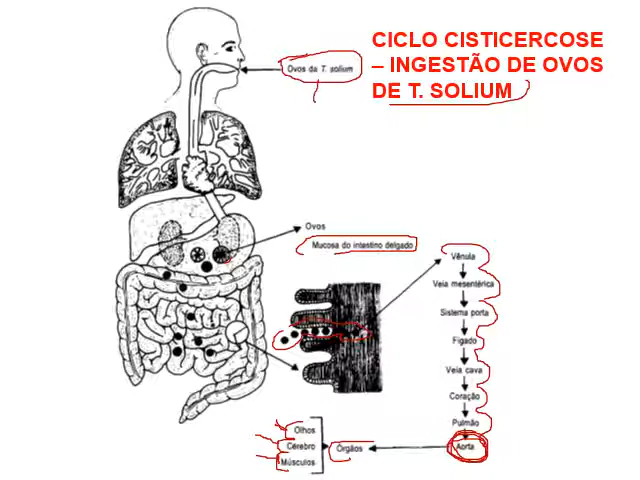 CICLO CISTICERCOSE
– INGESTÃO DE OVOS
DE T. SOLIUM
Ovos da T. solium
Ovos
Mucosa do intestino delgado
Vênula
Veia mesentérica
Sistema porta
Fígado
Veia cava
Coração
Pulmão
Aorta
Órgãos
Olhos
Cérebro
Músculos